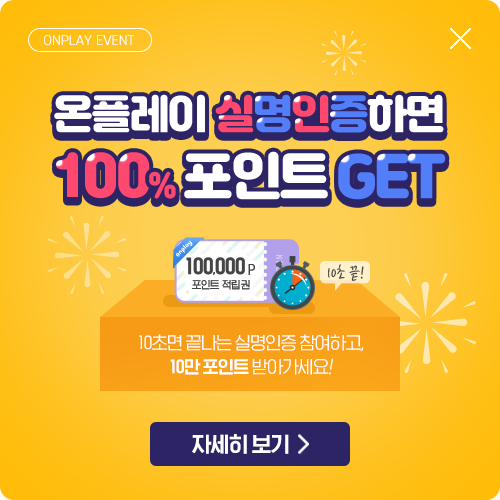 ONPLAY EVENT
온플레이 실명인증하면
100% 포인트 GET
onplay
100,000 P
포인트 적립권
10초 끝!
10초면 끝나는 실명인증 참여하고,
10만 포인트 받아가세요!
자세히 보기